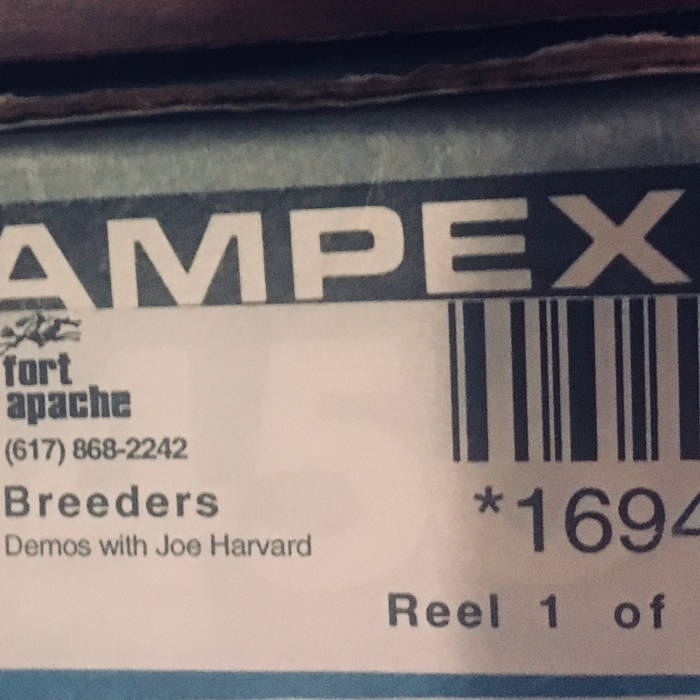 AMPEX
fort
apache
(617) 868-2242
Breeders
Demos with Joe Harvard
*1694
Reel 1 of